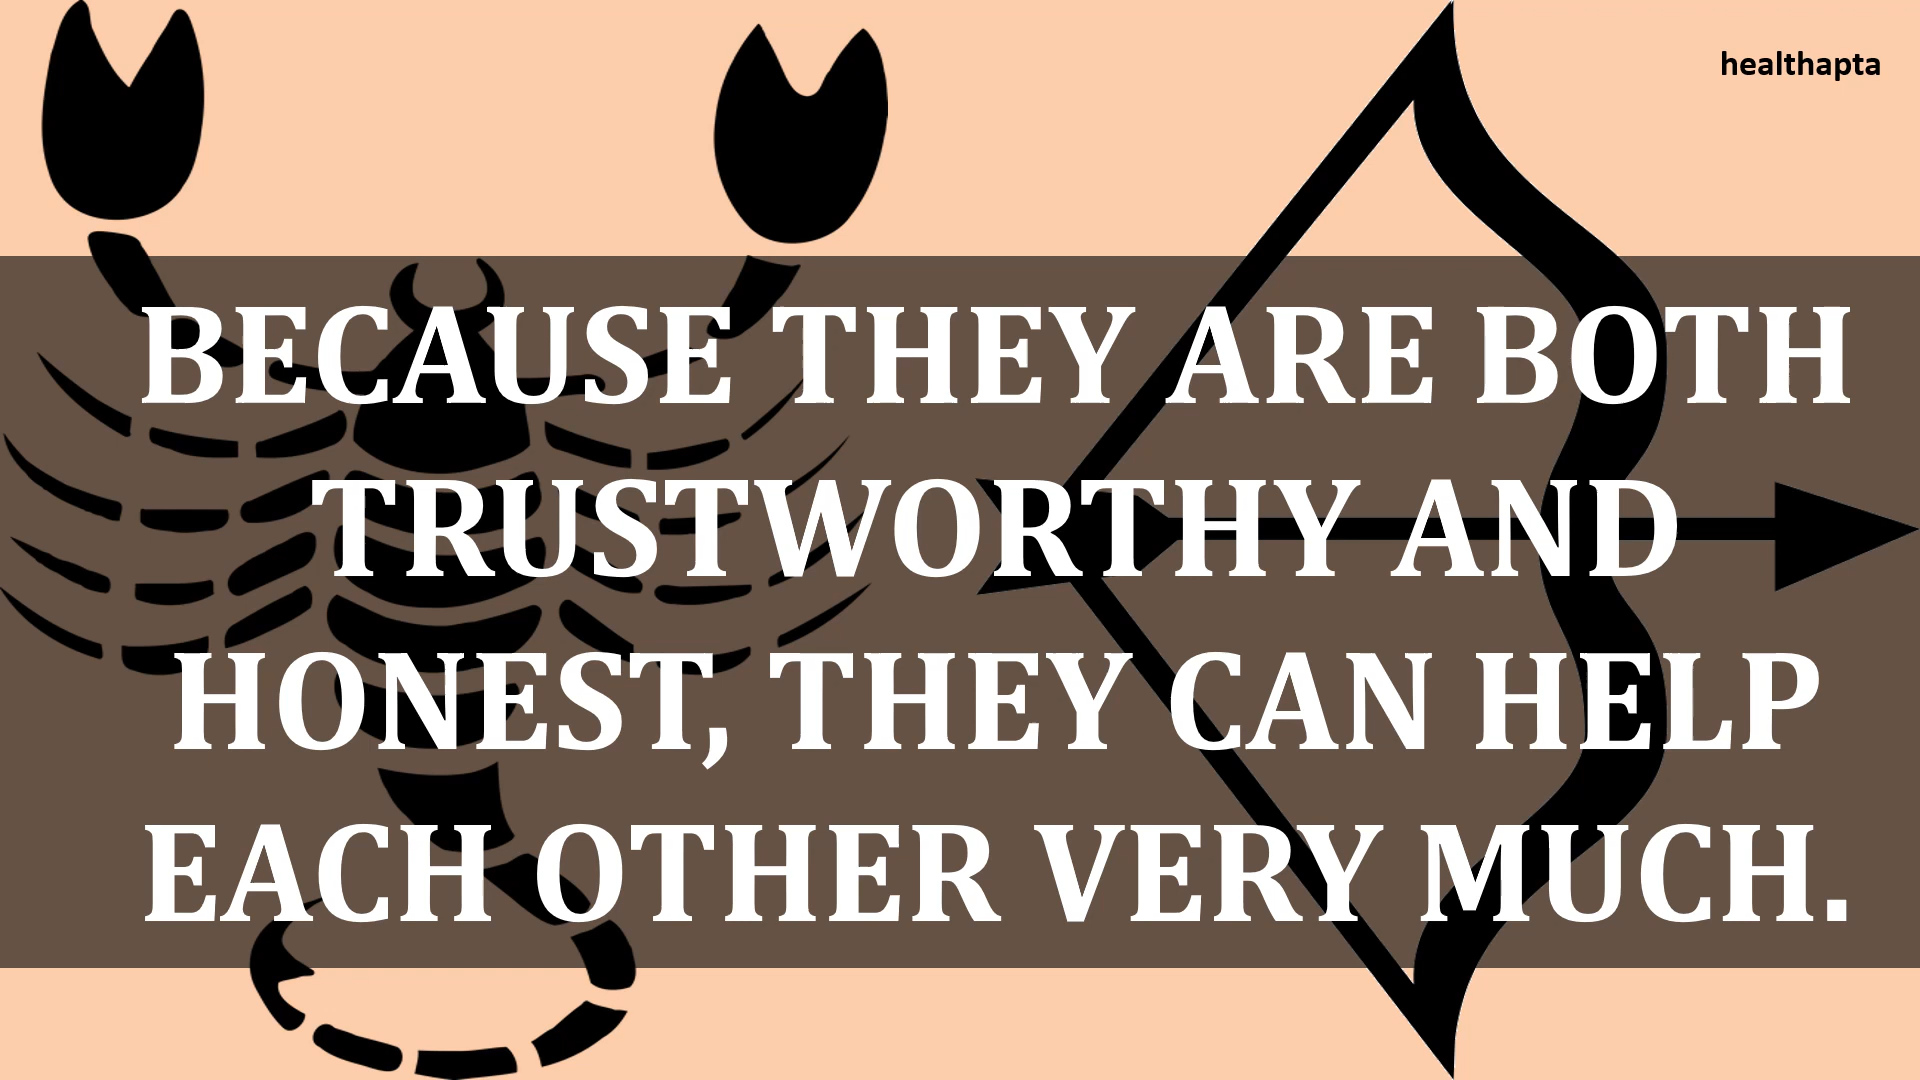 healthapta
BECAUSE THEY ARE BOTH
TRUSTWORTHY AND
HONEST, THEY CAN HELP
EACH OTHER VERY MUCH.